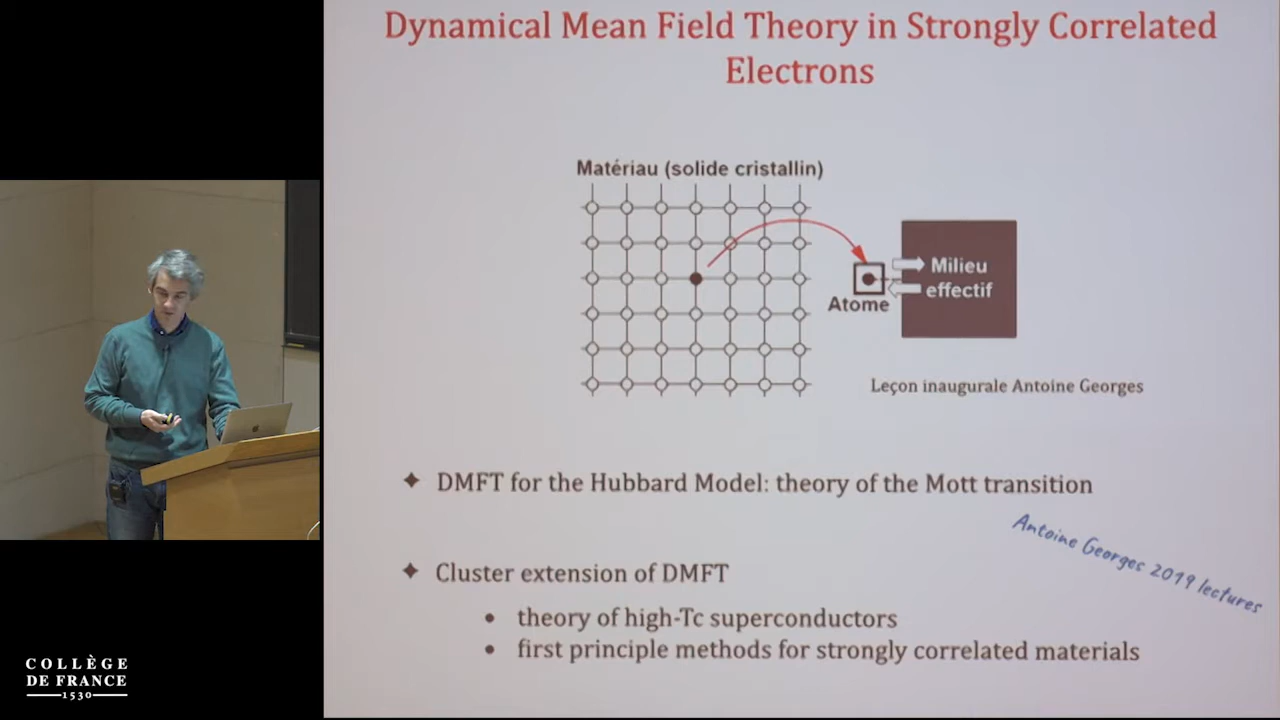 Dynamical Mean Field Theory in Strongly Correlated
Electrons
Matériau (solide cristallin)
Milieu
effectif
Atome
Leçon inaugurale Antoine Georges
DMFT for the Hubbard Model: theory of the Mott transition
Antoine Georges 2019 lectures
Cluster extension of DMFT
theory of high-Tc superconductors
first principle methods for strongly correlated materials
COLLÈGE
DE FRANCE
1530